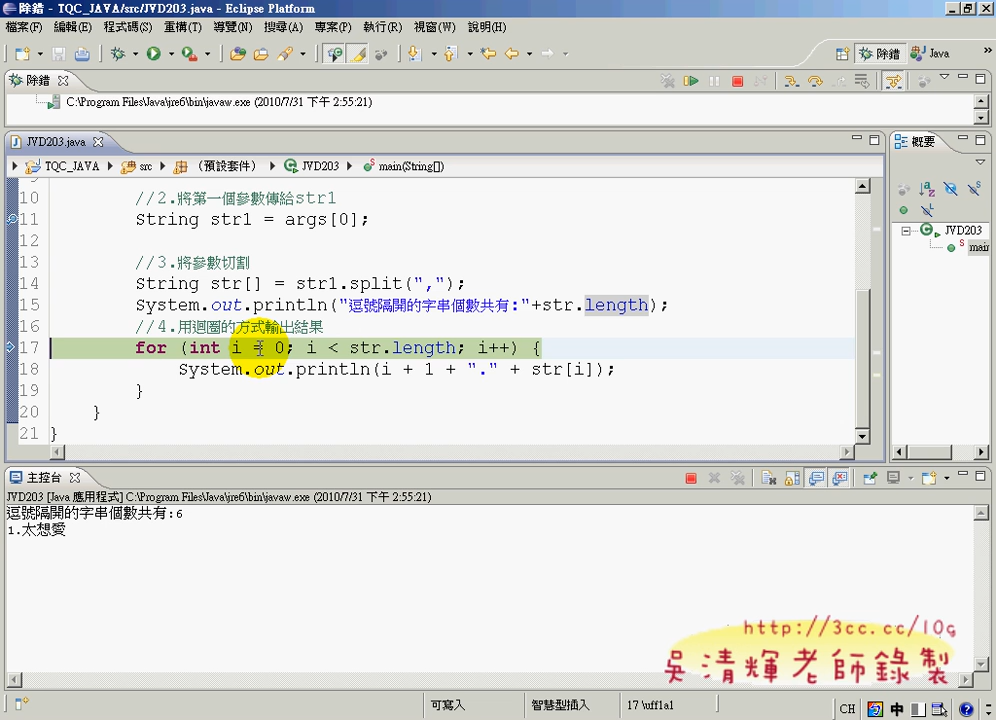 除錯 - TQC_JAVA/src/JVD203.java - Eclipse Platform
檔案(F) 編輯(E) 程式碼(S) 重構(T) 導覽(N) 搜尋(A) 專案(P) 執行(R) 視窗(W) 說明(H)
除錯 Java
除錯
C:\Program Files\Java\jre6\bin\javaw.exe (2010/7/31 下午 2:55:21)
JVD203.java
概要
TQC_JAVA src (預設套件) JVD203 main(String[])
10 //2.將第一個參數傳給str1
11 String str1 = args[0];
12
13 //3.將參數切割
14 String str[] = str1.split(",");
15 System.out.println("逗號隔開的字串個數共有:"+str.length);
16 //4.用迴圈的方式輸出結果
17 for (int i = 0; i < str.length; i++) {
18 System.out.println(i + 1 + "." + str[i]);
19 }
20 }
21 }
JVD203
main
主控台
JVD203 [Java 應用程式] C:\Program Files\Java\jre6\bin\javaw.exe (2010/7/31 下午 2:55:21)
逗號隔開的字串個數共有:6
1.太想愛
http://3cc.cc/10g
吳清輝老師錄製
可寫入 智慧型插入 17 \uff1a1
CH 中